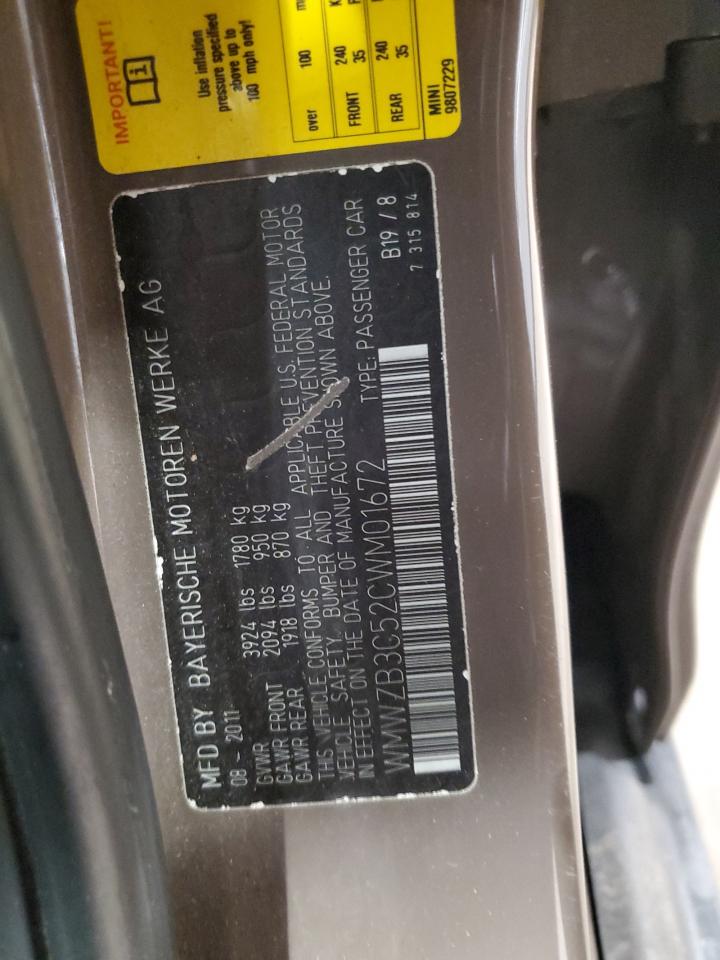 IMPORTANT!
i
Use inflation
pressure specified
above up to
100 mph only!
over 100
FRONT 240
35
REAR 240
35
MINI
9807229
MFD BY BAYERISCHE MOTOREN WERKE AG
08 - 2011
GVWR 3924 lbs 1780 kg
GAWR FRONT 2094 lbs 950 kg
GAWR REAR 1918 lbs 870 kg
THIS VEHICLE CONFORMS TO ALL APPLICABLE U.S. FEDERAL MOTOR
VEHICLE SAFETY, BUMPER AND THEFT PREVENTION STANDARDS
IN EFFECT ON THE DATE OF MANUFACTURE SHOWN ABOVE.
WMWZB3C52CWM01672 TYPE: PASSENGER CAR
B19 / 8
7 315 814